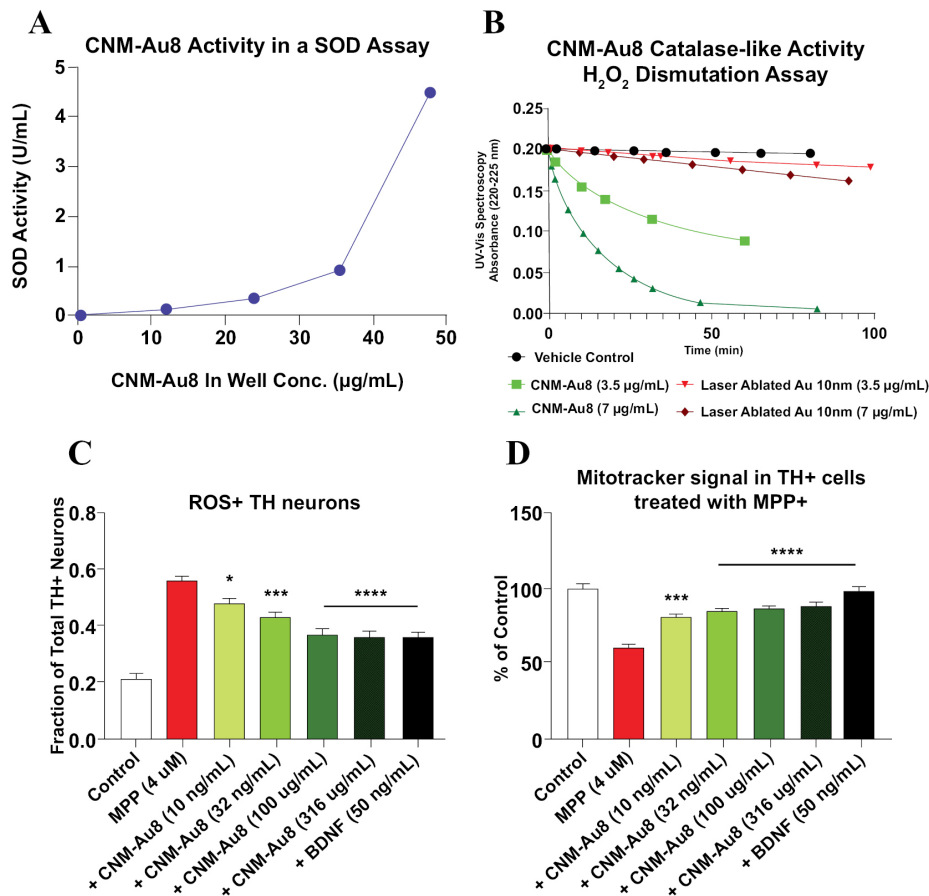 A
CNM-Au8 Activity in a SOD Assay
SOD Activity (U/mL)
5
4
3
2
1
0
0
10
20
30
40
50
CNM-Au8 In Well Conc. (µg/mL)
B
CNM-Au8 Catalase-like Activity
H₂O₂ Dismutation Assay
UV-Vis Spectroscopy
Absorbance (220-225 nm)
0.25
0.20
0.15
0.10
0.05
0.00
0
50
100
Time (min)
Vehicle Control
CNM-Au8 (3.5 µg/mL)
Laser Ablated Au 10nm (3.5 µg/mL)
CNM-Au8 (7 µg/mL)
Laser Ablated Au 10nm (7 µg/mL)
C
ROS+ TH neurons
Fraction of Total TH+ Neurons
0.8
0.6
0.4
0.2
0.0
*
***
****
Control
MPP (4 uM)
+ CNM-Au8 (10 ng/mL)
+ CNM-Au8 (32 ng/mL)
+ CNM-Au8 (100 ug/mL)
+ CNM-Au8 (316 ug/mL)
+ BDNF (50 ng/mL)
D
Mitotracker signal in TH+ cells
treated with MPP+
% of Control
150
100
50
0
***
****
Control
MPP (4 uM)
+ CNM-Au8 (10 ng/mL)
+ CNM-Au8 (32 ng/mL)
+ CNM-Au8 (100 ug/mL)
+ CNM-Au8 (316 ug/mL)
+ BDNF (50 ng/mL)